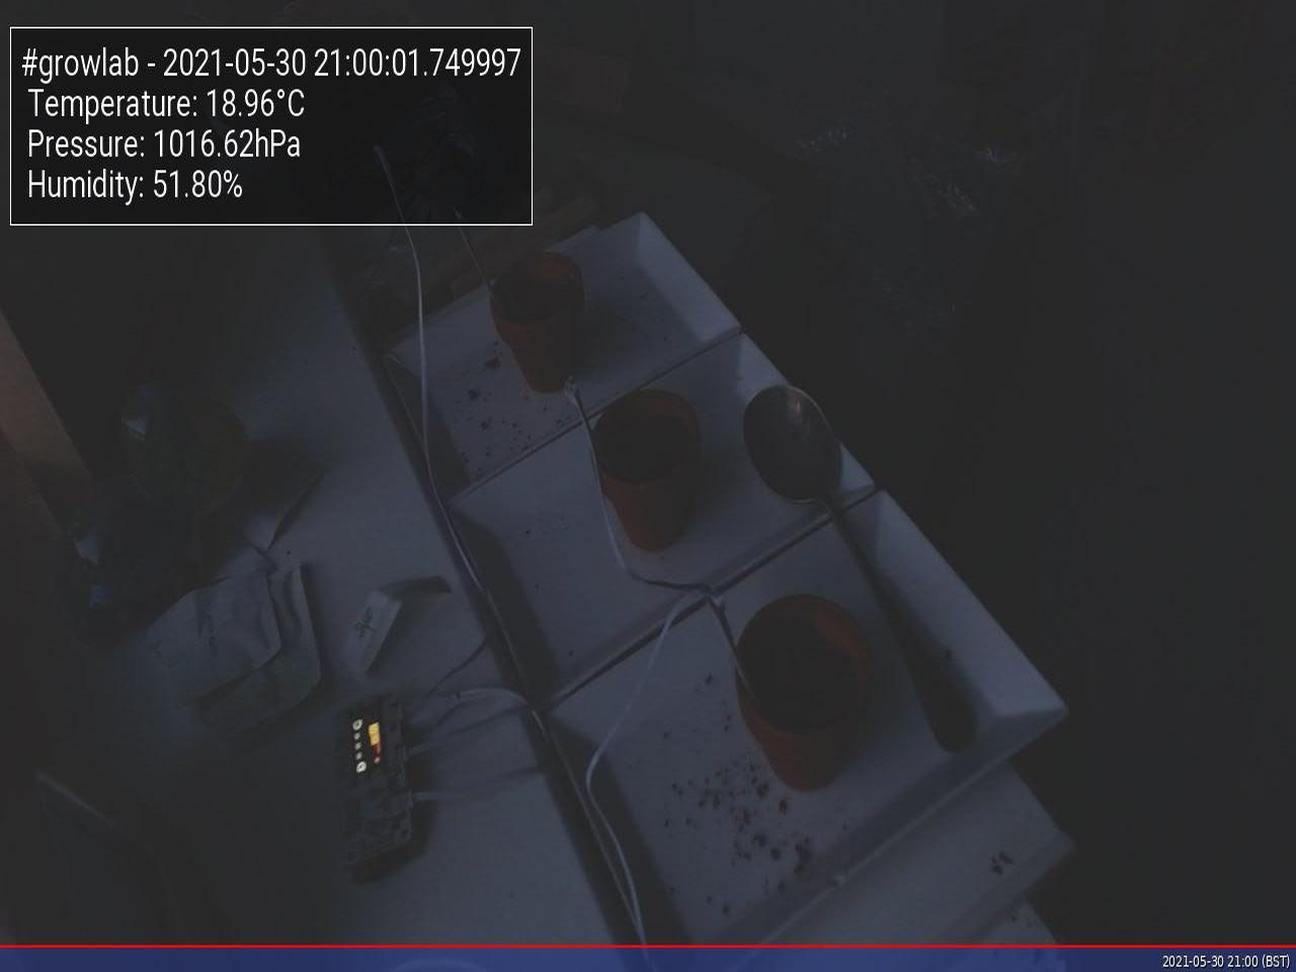 #growlab - 2021-05-30 21:00:01.749997
Temperature: 18.96°C
Pressure: 1016.62hPa
Humidity: 51.80%
2021-05-30 21:00 (BST)